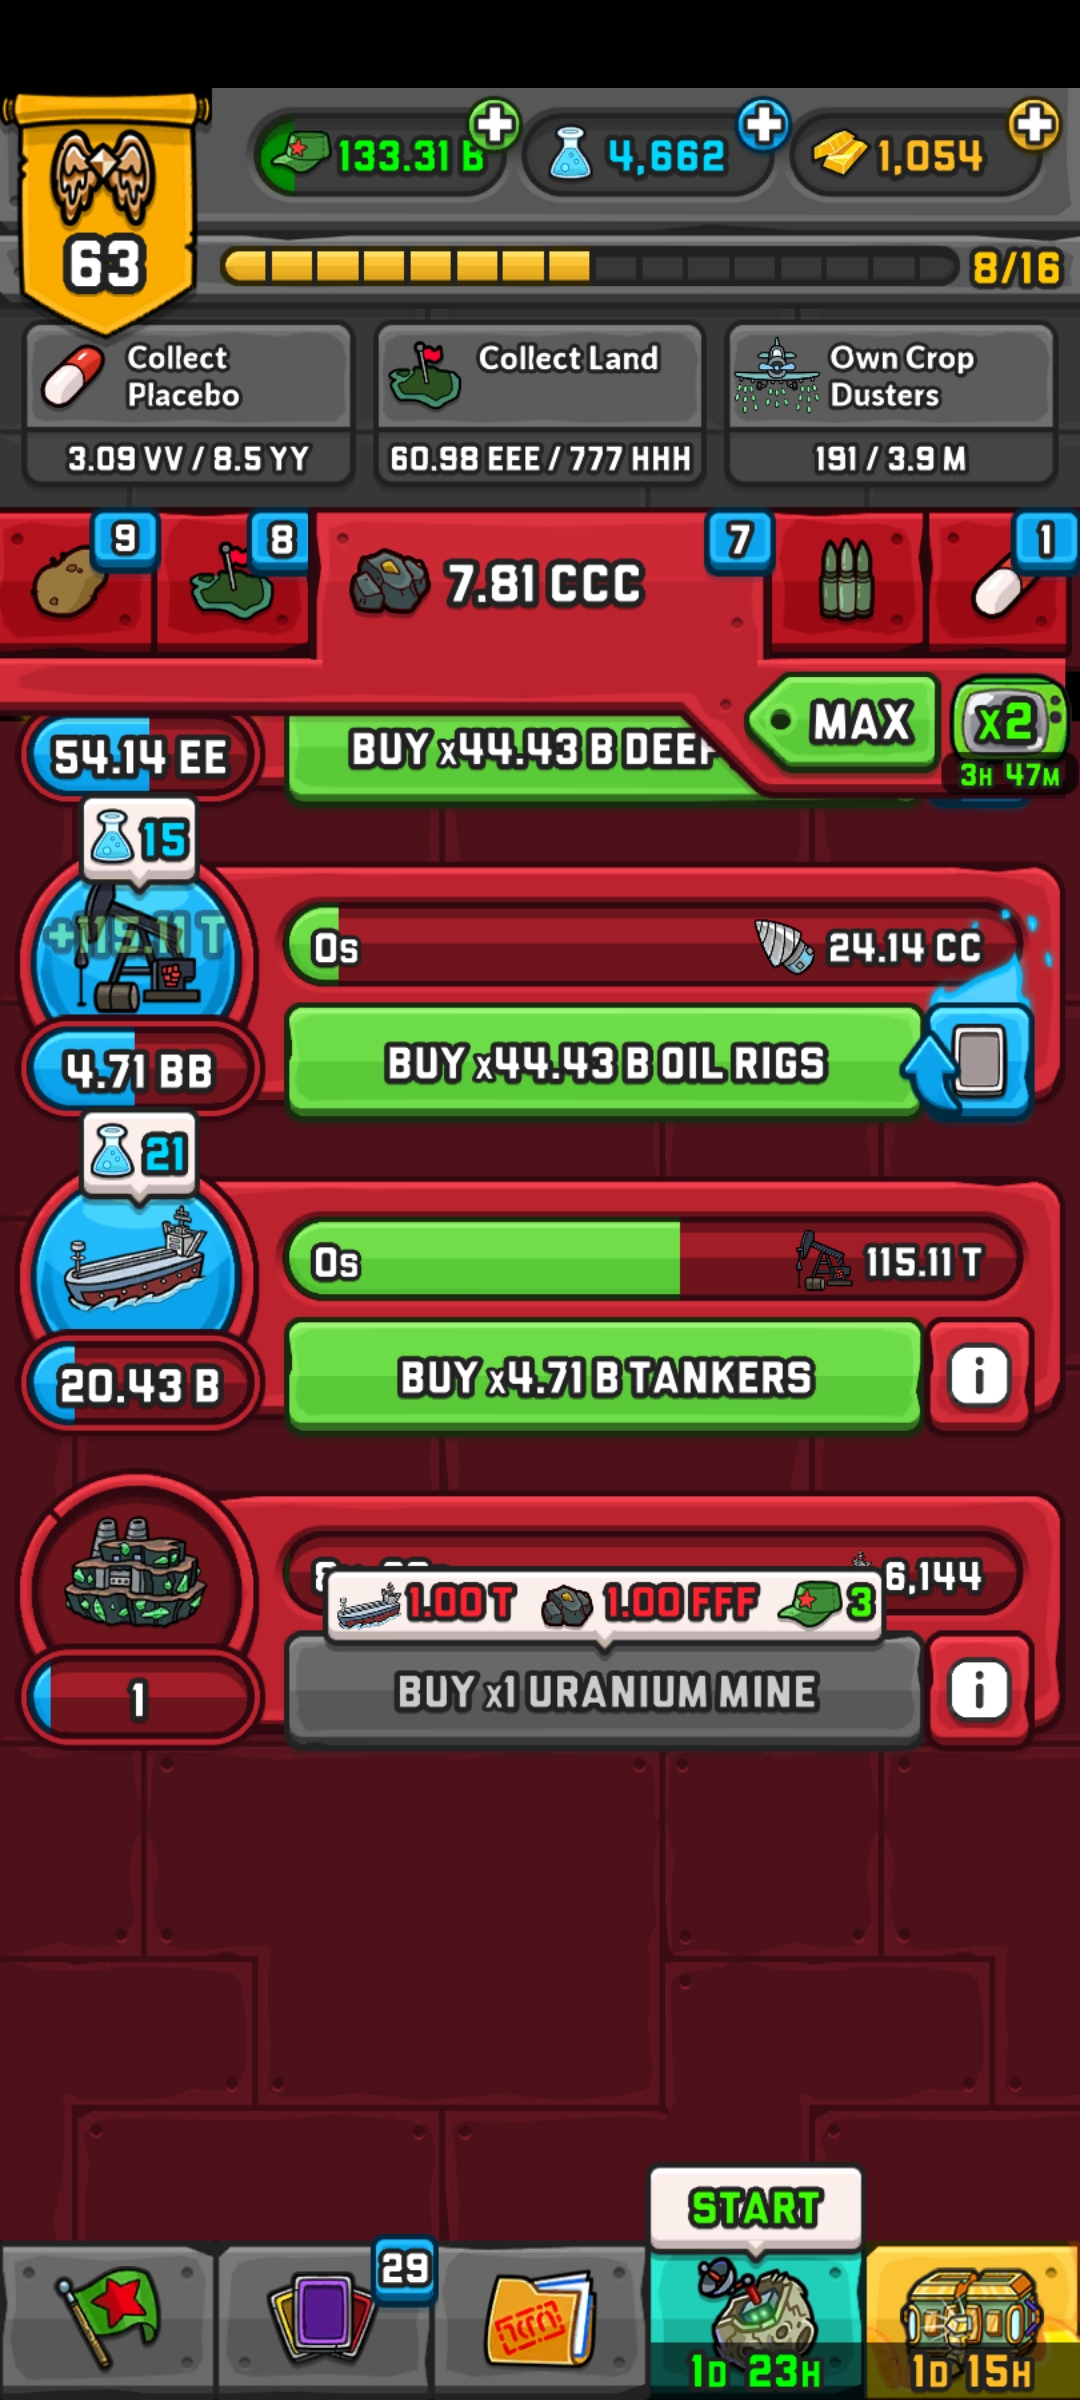 133.31 B
4,662
1,054
63
8/16
Collect
Placebo
3.09 VV / 8.5 YY
Collect Land
60.98 EEE / 777 HHH
Own Crop
Dusters
191 / 3.9 M
9
8
7.81 CCC
7
1
MAX
x2
3H 47M
54.14 EE
BUY x44.43 B DEEP
15
+115.11 T
0s
24.14 CC
4.71 BB
BUY x44.43 B OIL RIGS
21
0s
115.11 T
20.43 B
BUY x4.71 B TANKERS
i
6,144
1.00 T
1.00 FFF
3
1
BUY x1 URANIUM MINE
i
START
29
1D 23H
1D 15H